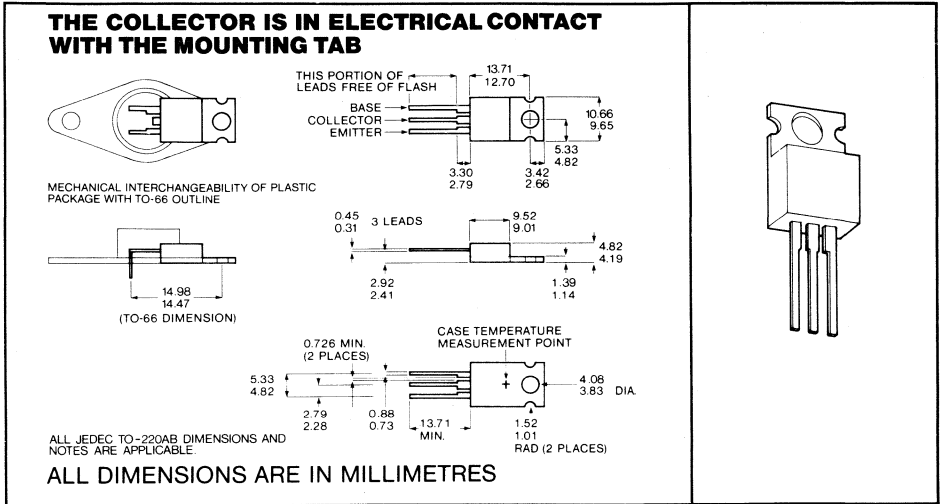 THE COLLECTOR IS IN ELECTRICAL CONTACT
WITH THE MOUNTING TAB
THIS PORTION OF
LEADS FREE OF FLASH
13.71
12.70
BASE
COLLECTOR
EMITTER
10.66
9.65
5.33
4.82
3.30
2.79
3.42
2.66
MECHANICAL INTERCHANGEABILITY OF PLASTIC
PACKAGE WITH TO-66 OUTLINE
0.45
0.31
3 LEADS
9.52
9.01
4.82
4.19
14.98
14.47
(TO-66 DIMENSION)
2.92
2.41
1.39
1.14
0.726 MIN.
(2 PLACES)
CASE TEMPERATURE
MEASUREMENT POINT
5.33
4.82
4.08
3.83 DIA.
2.79
2.28
0.88
0.73
13.71
MIN.
1.52
1.01
RAD (2 PLACES)
ALL JEDEC TO-220AB DIMENSIONS AND
NOTES ARE APPLICABLE.
ALL DIMENSIONS ARE IN MILLIMETRES